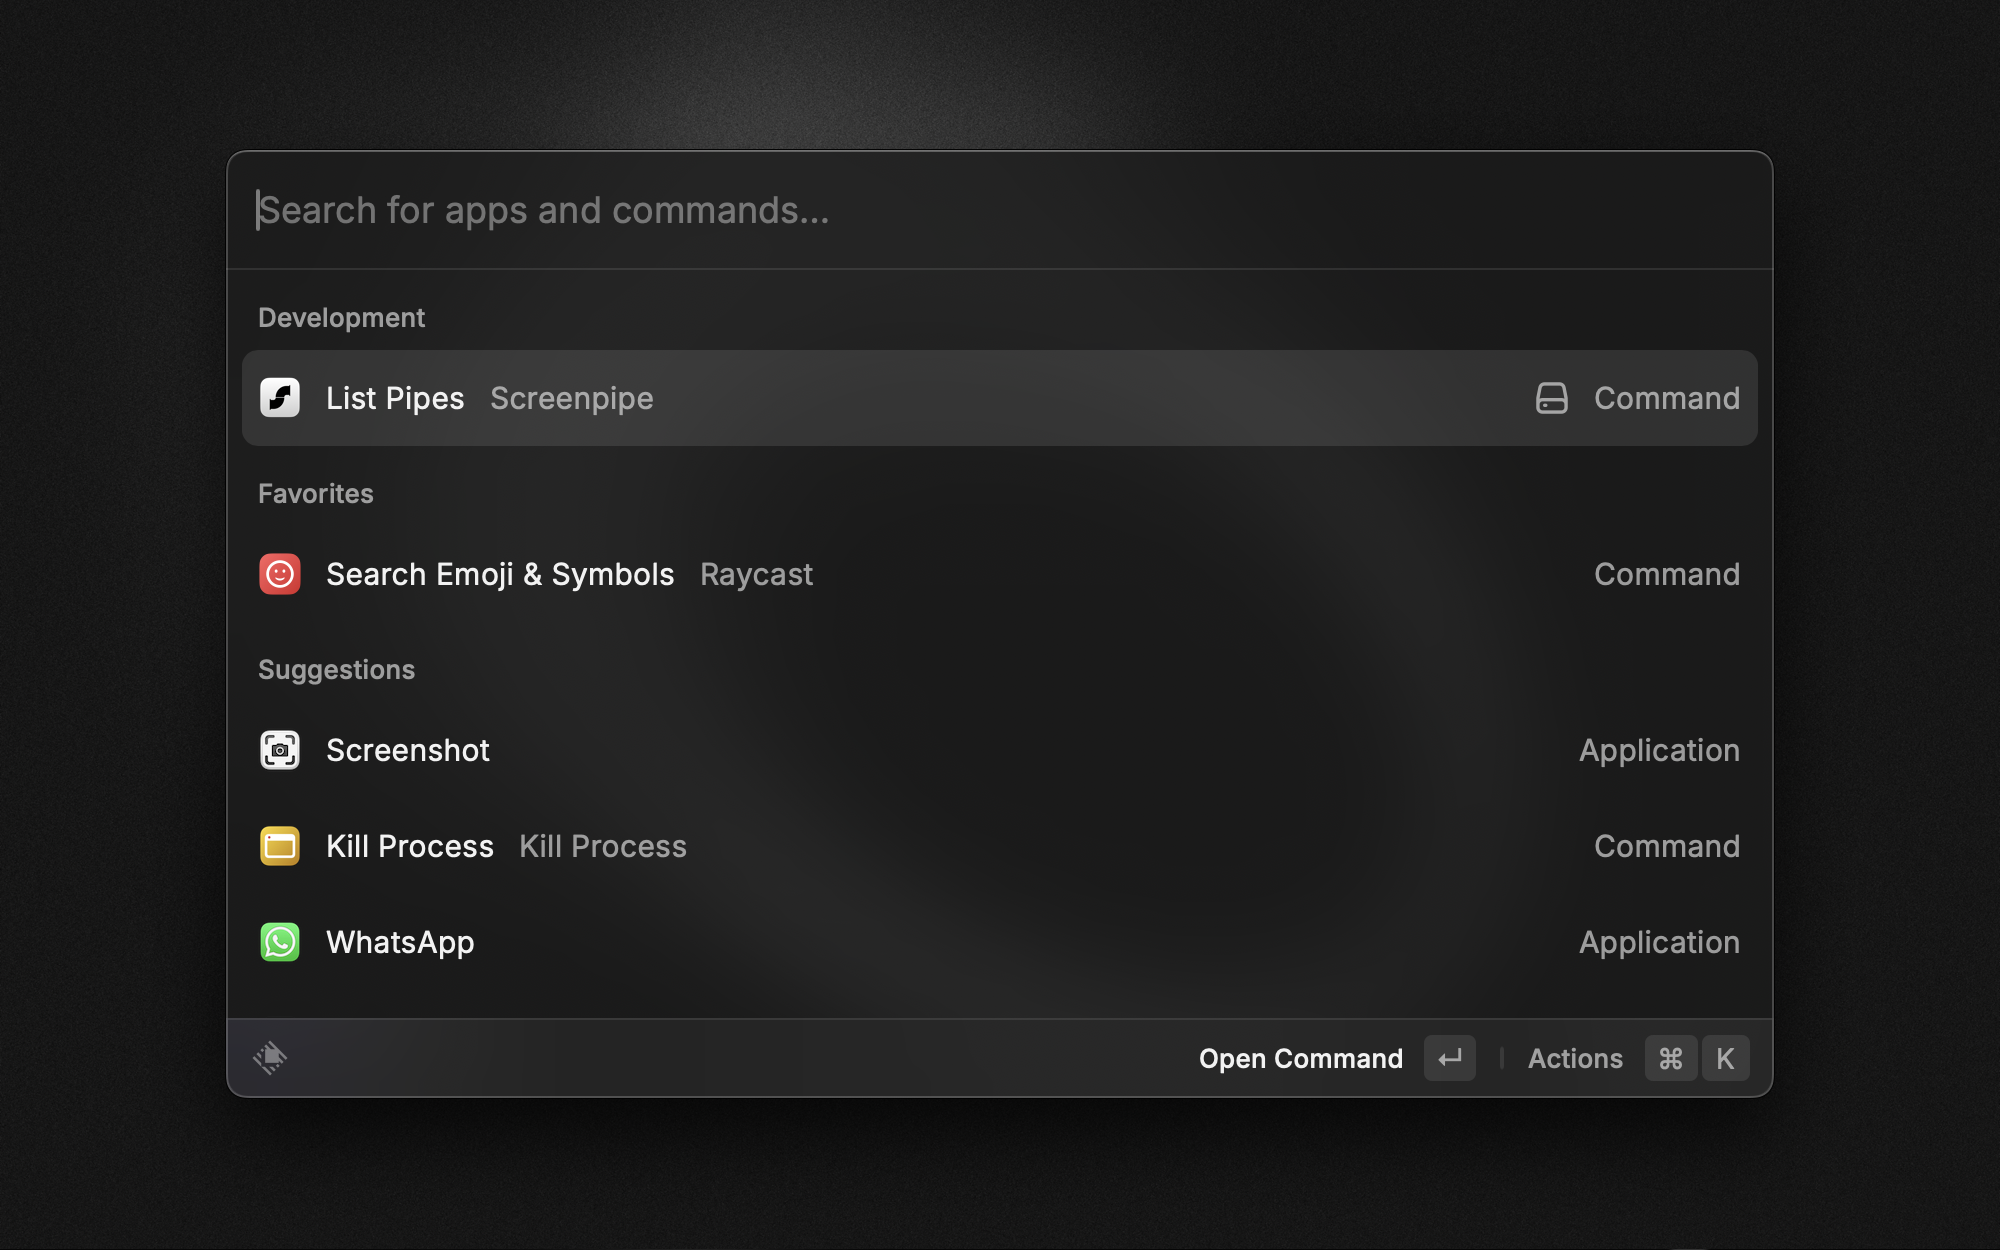 Search for apps and commands...
Development
List Pipes Screenpipe Command
Favorites
Search Emoji & Symbols Raycast Command
Suggestions
Screenshot Application
Kill Process Kill Process Command
WhatsApp Application
Open Command ↵ Actions ⌘ K